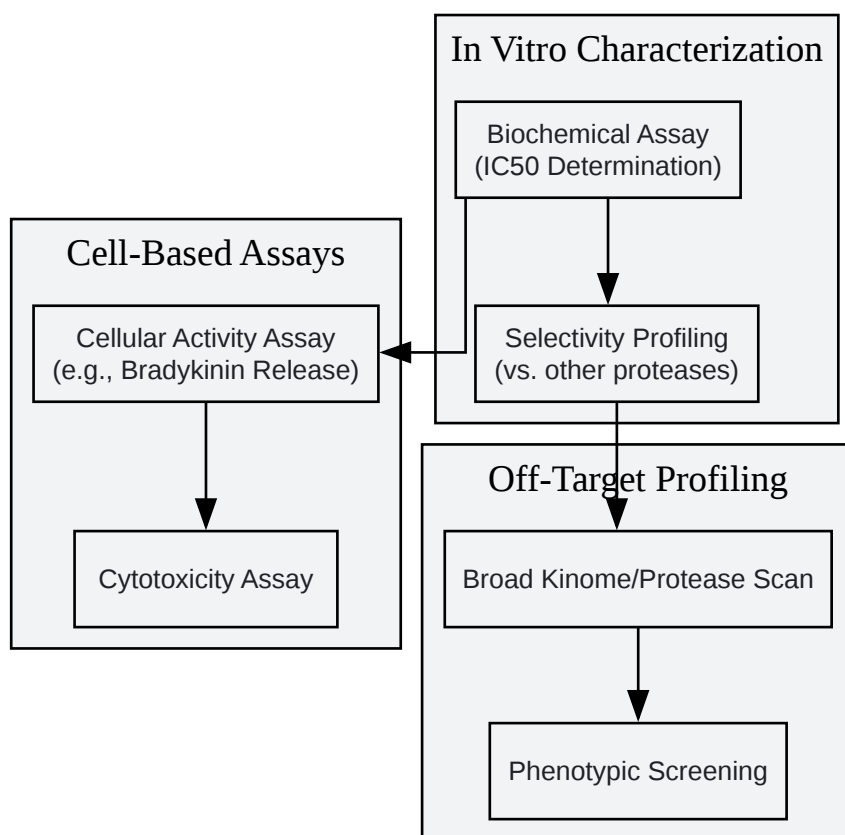 In Vitro Characterization
Biochemical Assay
(IC50 Determination)
Selectivity Profiling
(vs. other proteases)
Cell-Based Assays
Cellular Activity Assay
(e.g., Bradykinin Release)
Cytotoxicity Assay
Off-Target Profiling
Broad Kinome/Protease Scan
Phenotypic Screening